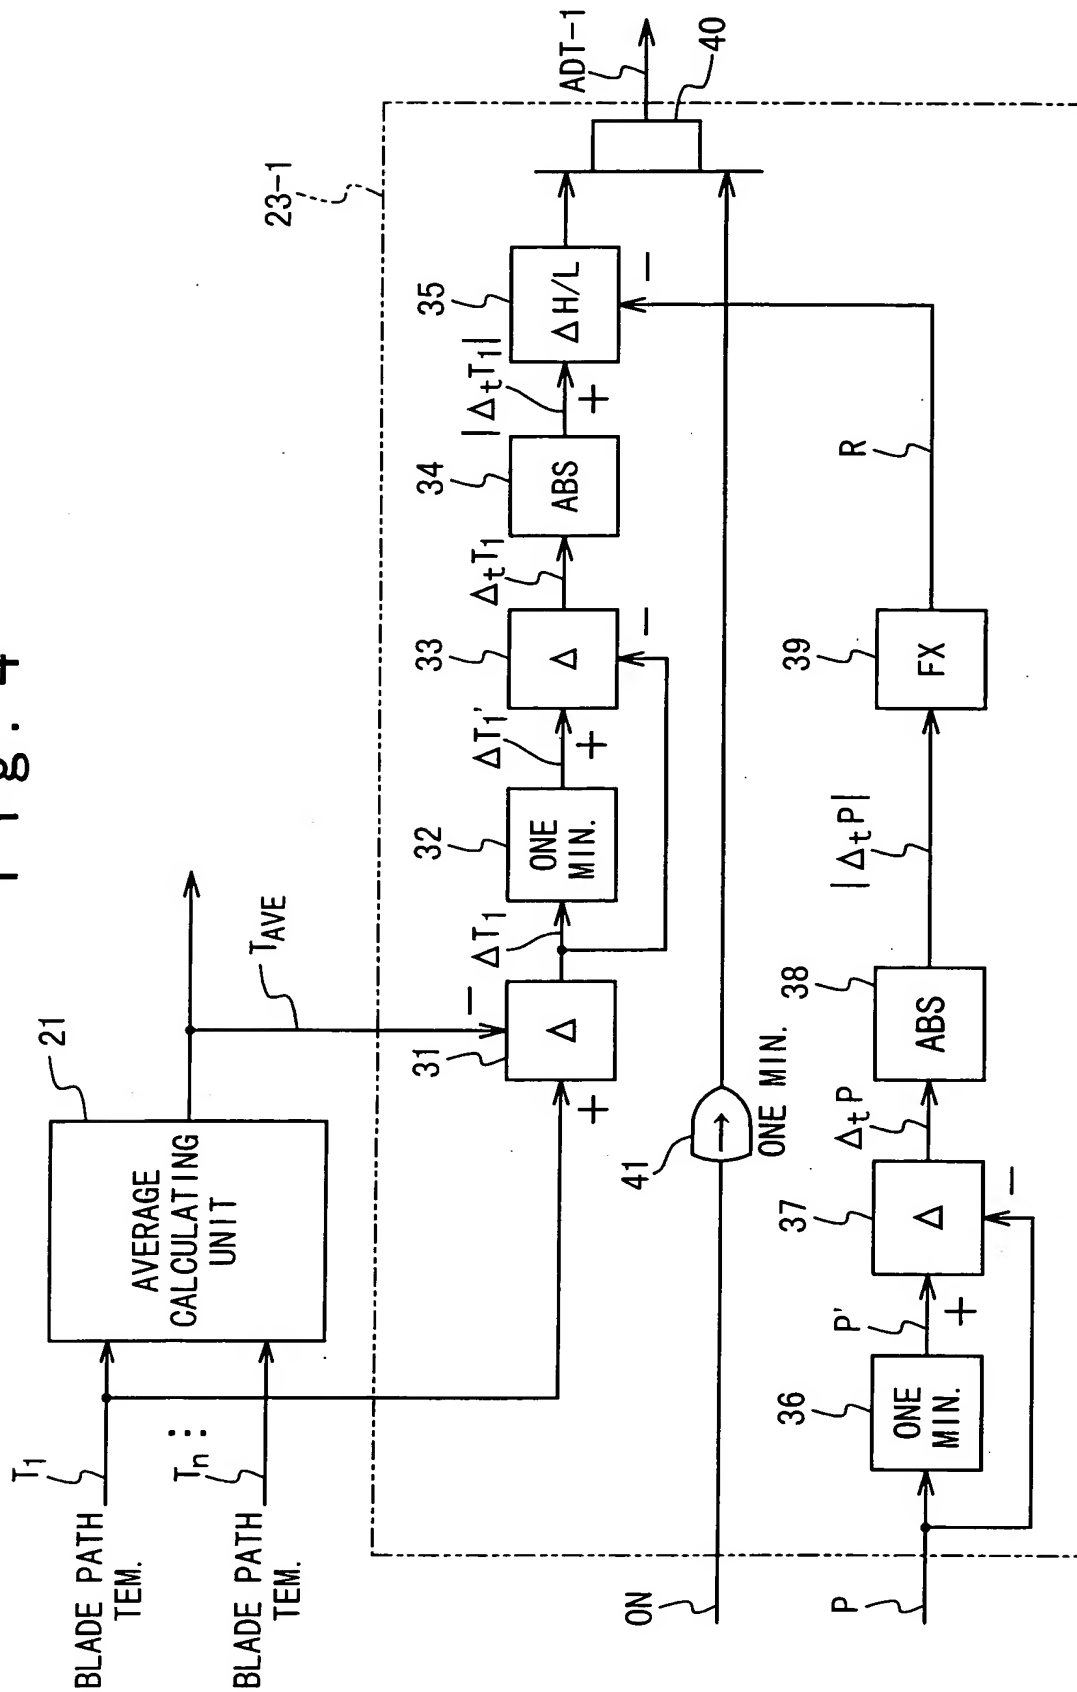 Fig. 4
T1
BLADE PATH
TEM.
Tn
BLADE PATH
TEM.
21
AVERAGE
CALCULATING
UNIT
TAVE
23-1
31
Δ
+
−
ΔT1
32
ONE
MIN.
ΔT1'
+
33
Δ
−
ΔtT1
34
ABS
|ΔtT1|
+
35
ΔH/L
−
ADT-1
40
ON
41
ONE MIN.
P
36
ONE
MIN.
P'
+
37
Δ
−
ΔtP
38
ABS
|ΔtP|
39
FX
R